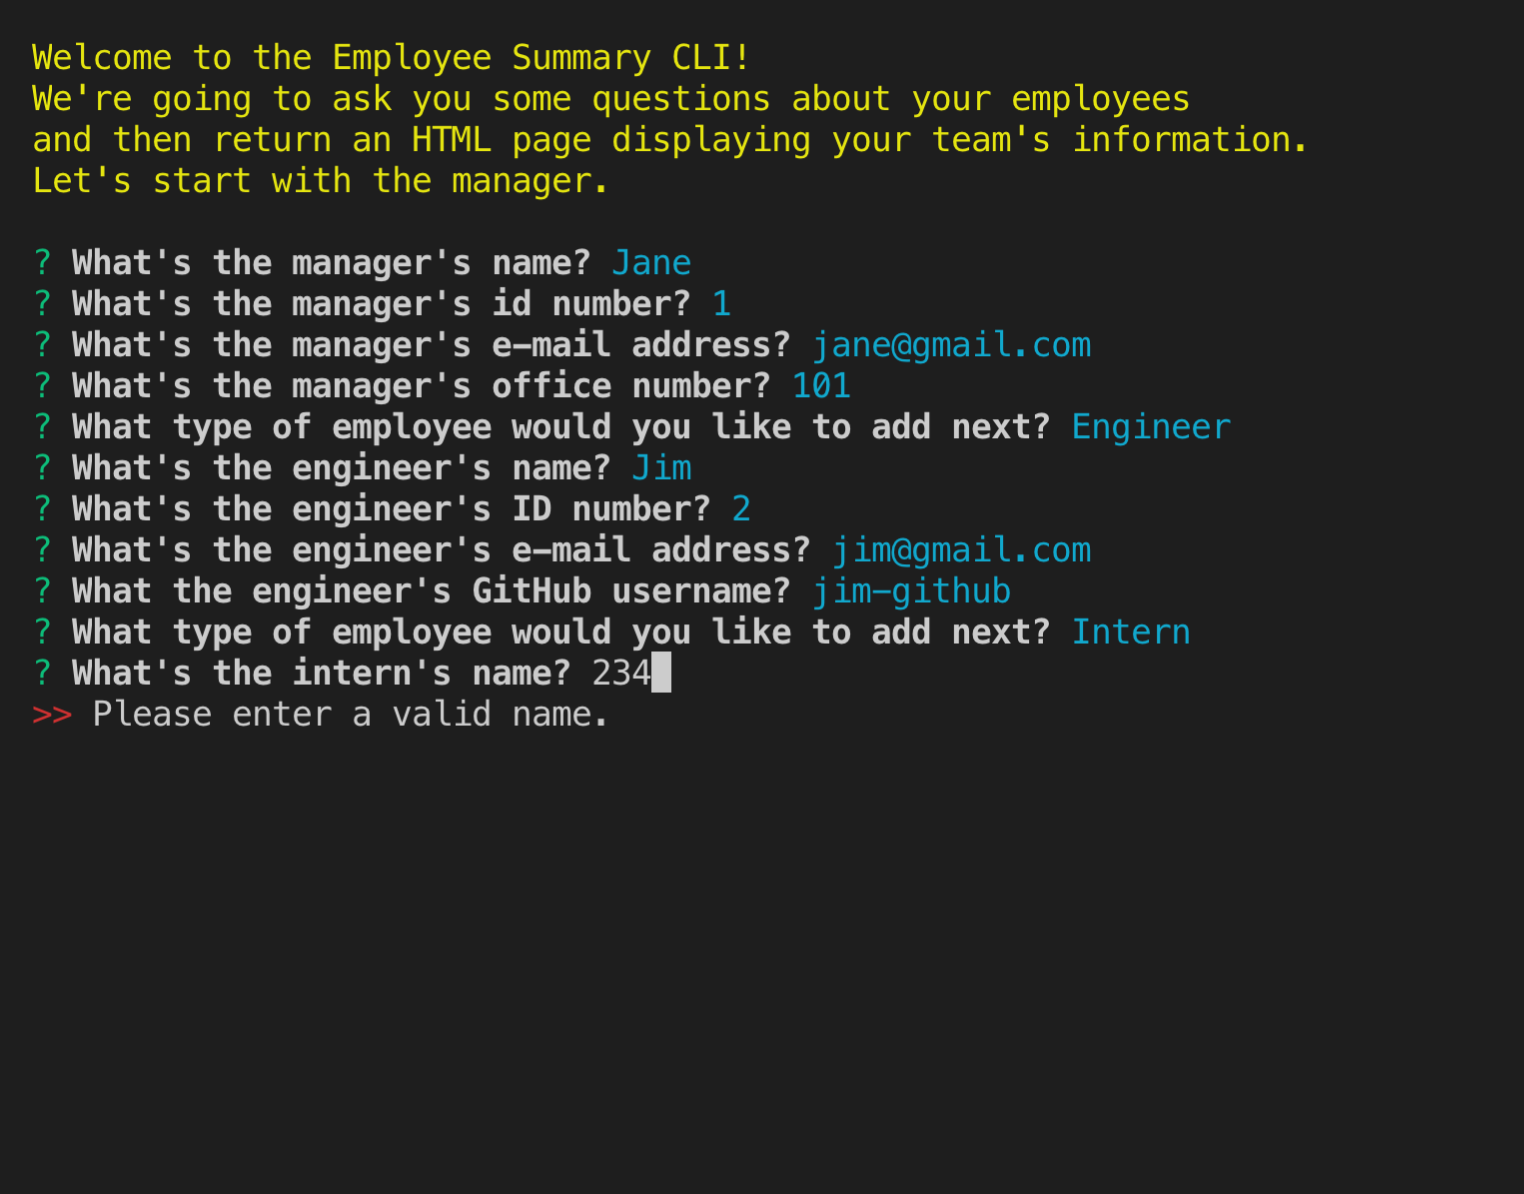 Welcome to the Employee Summary CLI!
We're going to ask you some questions about your employees
and then return an HTML page displaying your team's information.
Let's start with the manager.
? What's the manager's name? Jane
? What's the manager's id number? 1
? What's the manager's e-mail address? jane@gmail.com
? What's the manager's office number? 101
? What type of employee would you like to add next? Engineer
? What's the engineer's name? Jim
? What's the engineer's ID number? 2
? What's the engineer's e-mail address? jim@gmail.com
? What the engineer's GitHub username? jim-github
? What type of employee would you like to add next? Intern
? What's the intern's name? 234
>> Please enter a valid name.